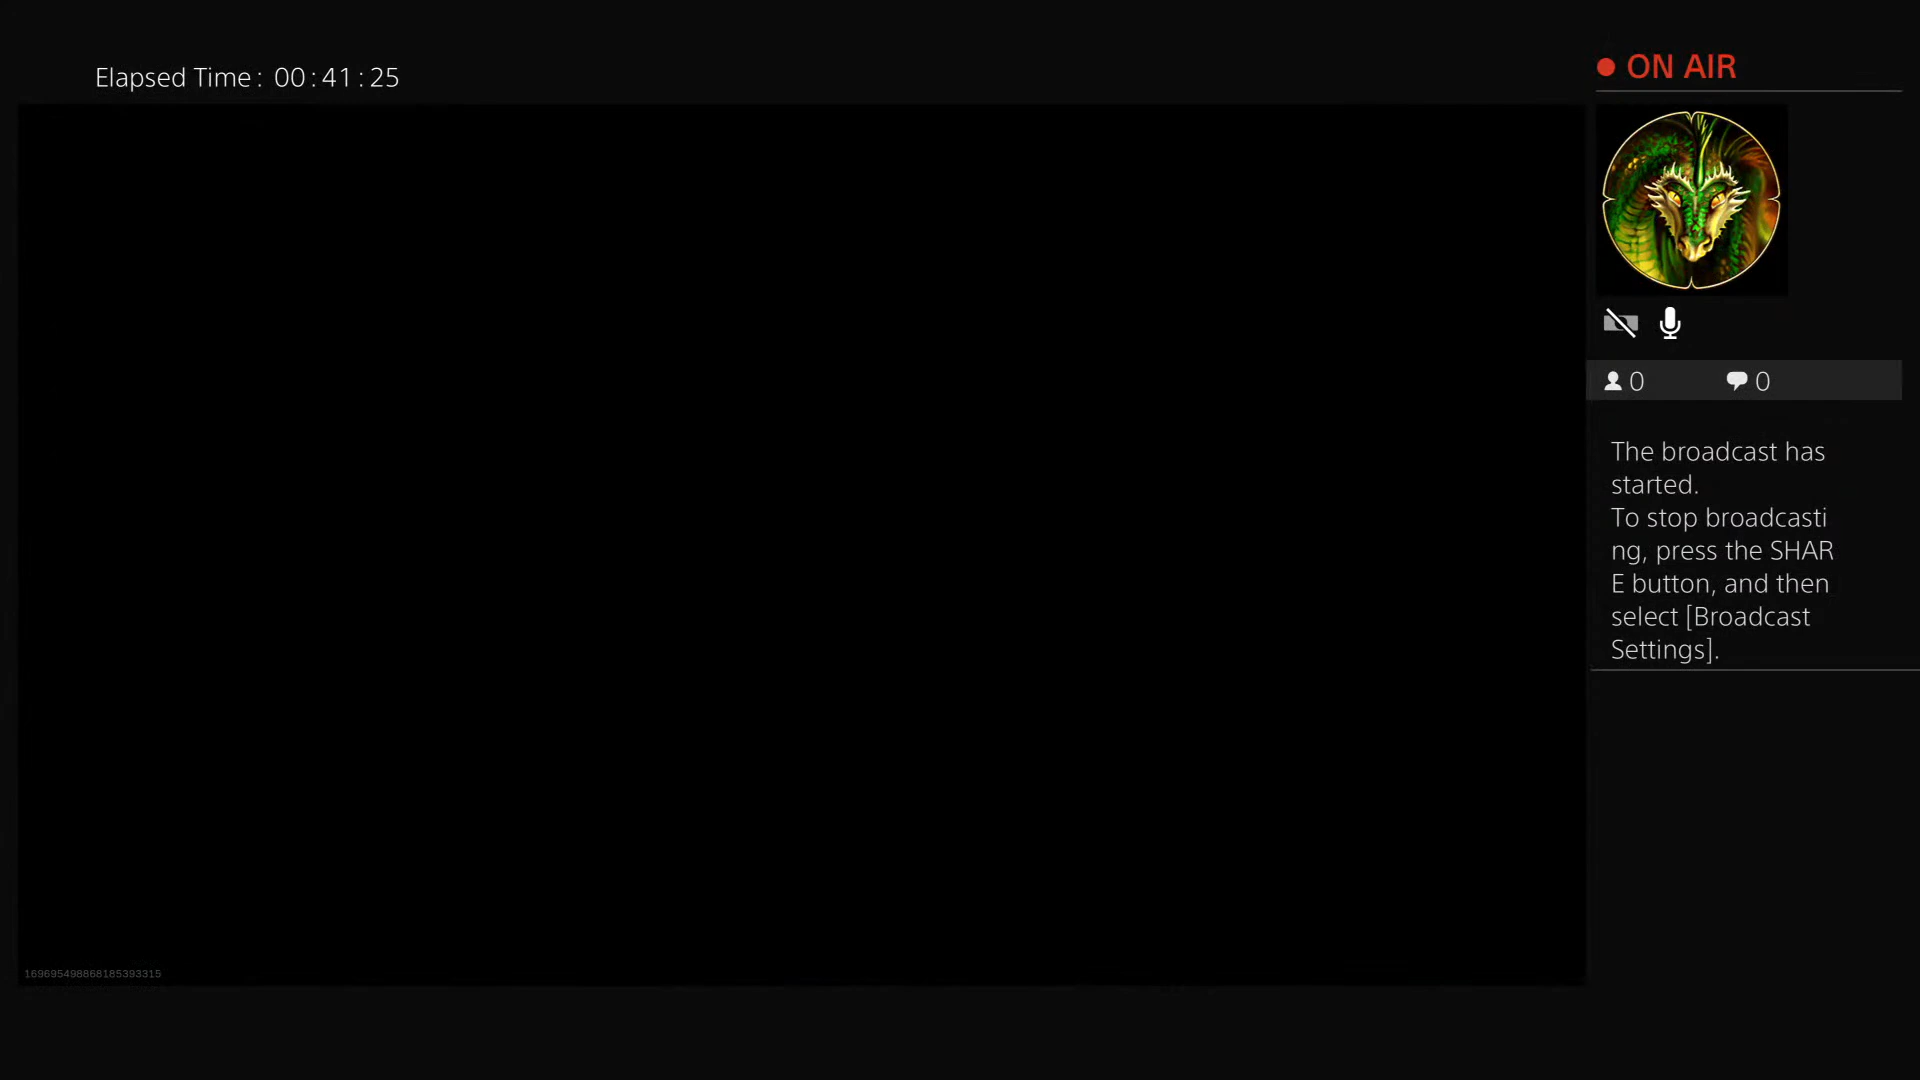 Elapsed Time: 00:41:25
ON AIR
0 0
The broadcast has
started.
To stop broadcasti
ng, press the SHAR
E button, and then
select [Broadcast
Settings].
169695498868185393315